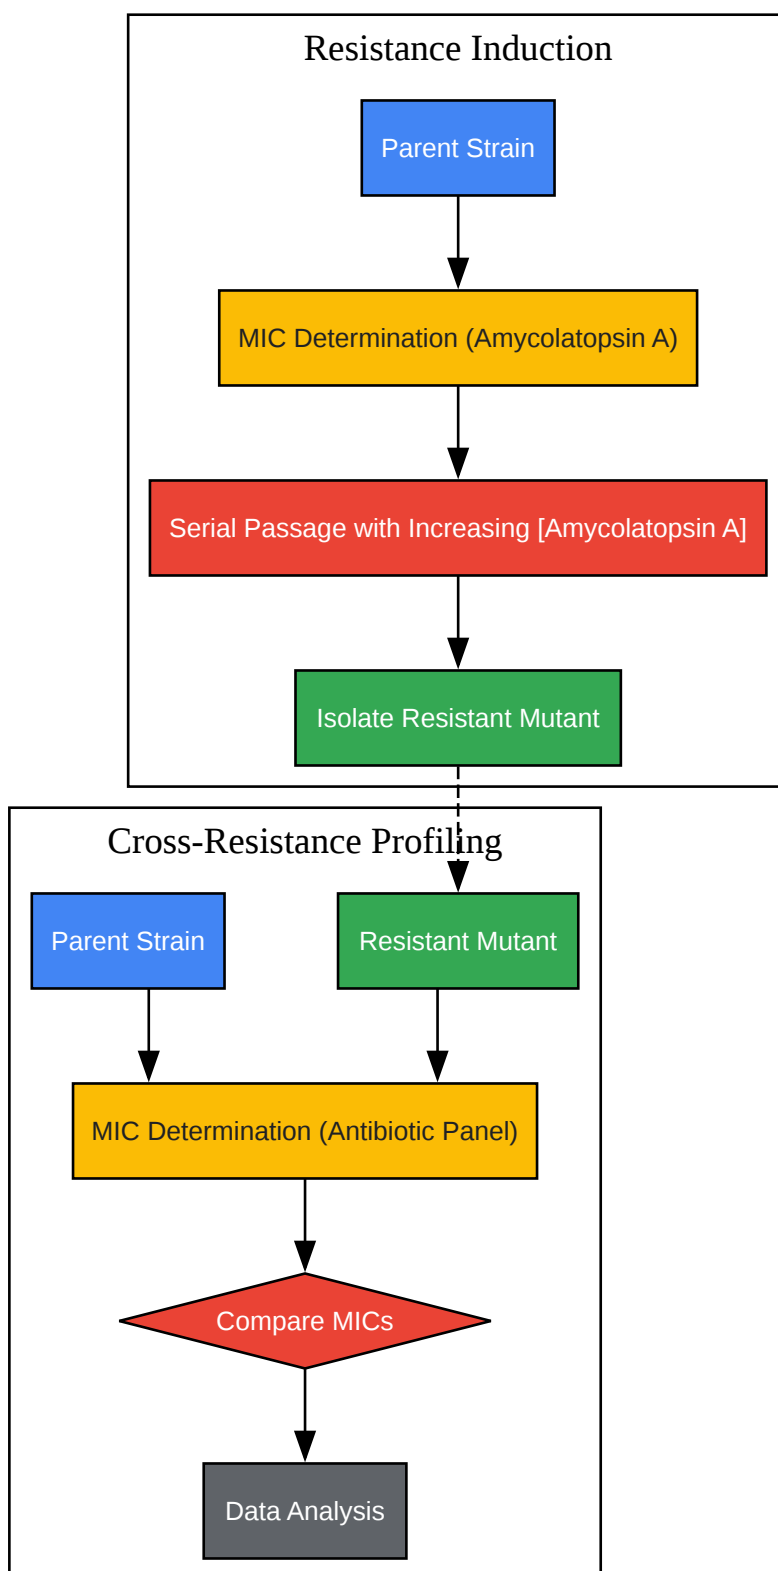 Resistance Induction
Parent Strain
MIC Determination (Amycolatopsin A)
Serial Passage with Increasing [Amycolatopsin A]
Isolate Resistant Mutant
Cross-Resistance Profiling
Parent Strain
Resistant Mutant
MIC Determination (Antibiotic Panel)
Compare MICs
Data Analysis